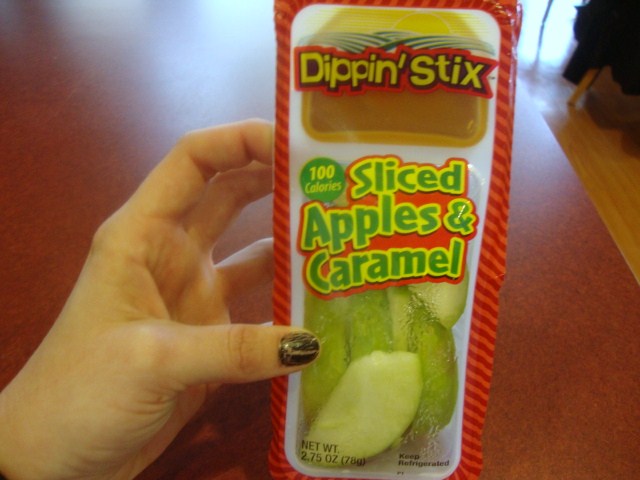 Dippin' Stix
100
Calories
Sliced
Apples &
Caramel
NET WT.
2.75 OZ (78g)
Keep
Refrigerated